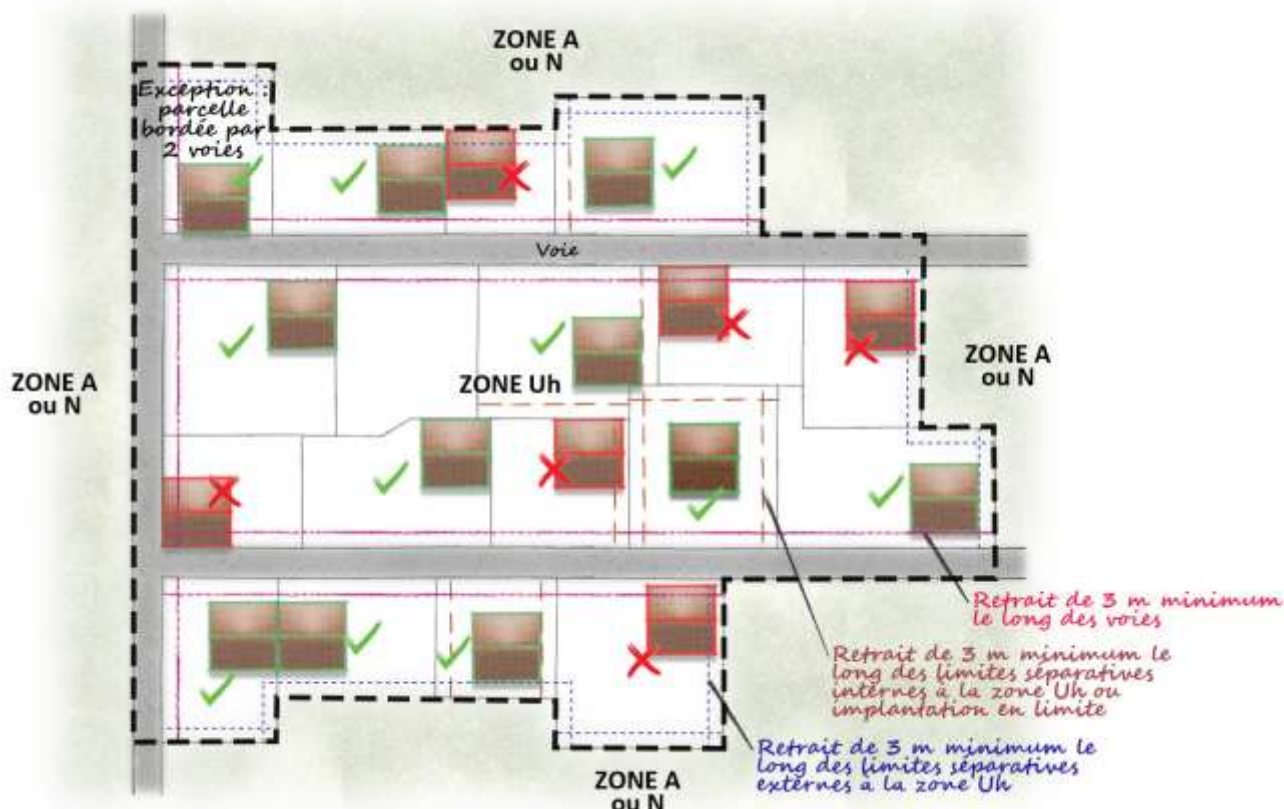 ZONE A
ou N
Exception :
parcelle
bordée par
2 voies
Voie
ZONE A
ou N
ZONE Uh
ZONE A
ou N
Retrait de 3 m minimum
le long des voies
Retrait de 3 m minimum le
long des limites séparatives
internes à la zone Uh ou
implantation en limite
Retrait de 3 m minimum le
long des limites séparatives
externes à la zone Uh
ZONE A
ou N